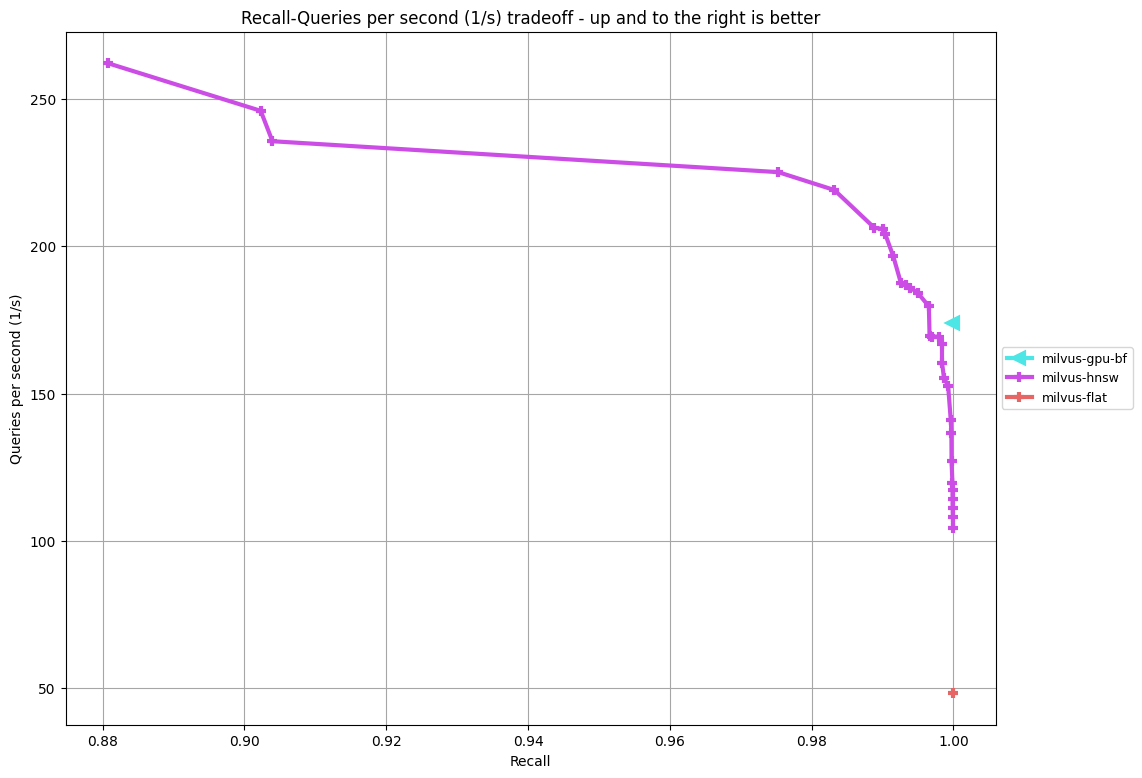 Recall-Queries per second (1/s) tradeoff - up and to the right is better
Queries per second (1/s)
250
200
150
100
50
0.88
0.90
0.92
0.94
0.96
0.98
1.00
Recall
milvus-gpu-bf
milvus-hnsw
milvus-flat